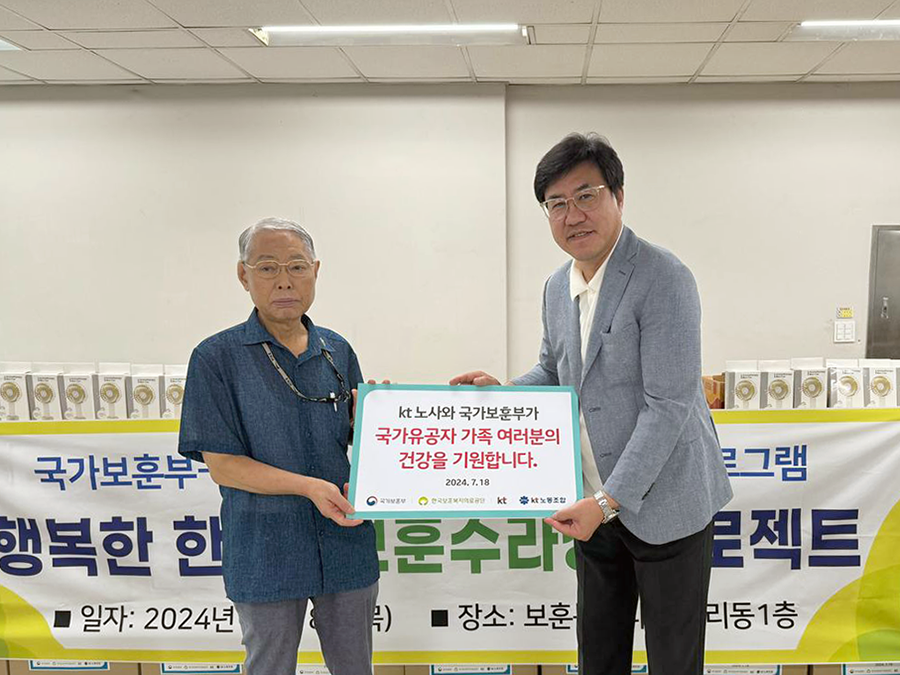 kt 노사와 국가보훈부가
국가유공자 가족 여러분의
건강을 기원합니다.
2024. 7. 18
국가보훈부 한국보훈복지의료공단 kt kt 노동조합
국가보훈부 로그램
행복한 한 보훈수라 로젝트
■ 일자: 2024년 8 목) ■ 장소: 보훈 리동1층